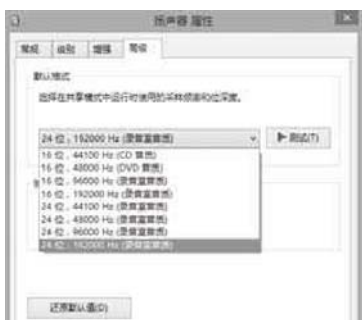 扬声器 属性
常规 级别 增强 高级
默认格式
选择在共享模式中运行时使用的采样频率和位深度。
24 位，192000 Hz (录音室音质)
▶ 测试(T)
16 位，44100 Hz (CD 音质)
16 位，48000 Hz (DVD 音质)
16 位，96000 Hz (录音室音质)
16 位，192000 Hz (录音室音质)
24 位，44100 Hz (录音室音质)
24 位，48000 Hz (录音室音质)
24 位，96000 Hz (录音室音质)
24 位，192000 Hz (录音室音质)
还原默认值(D)